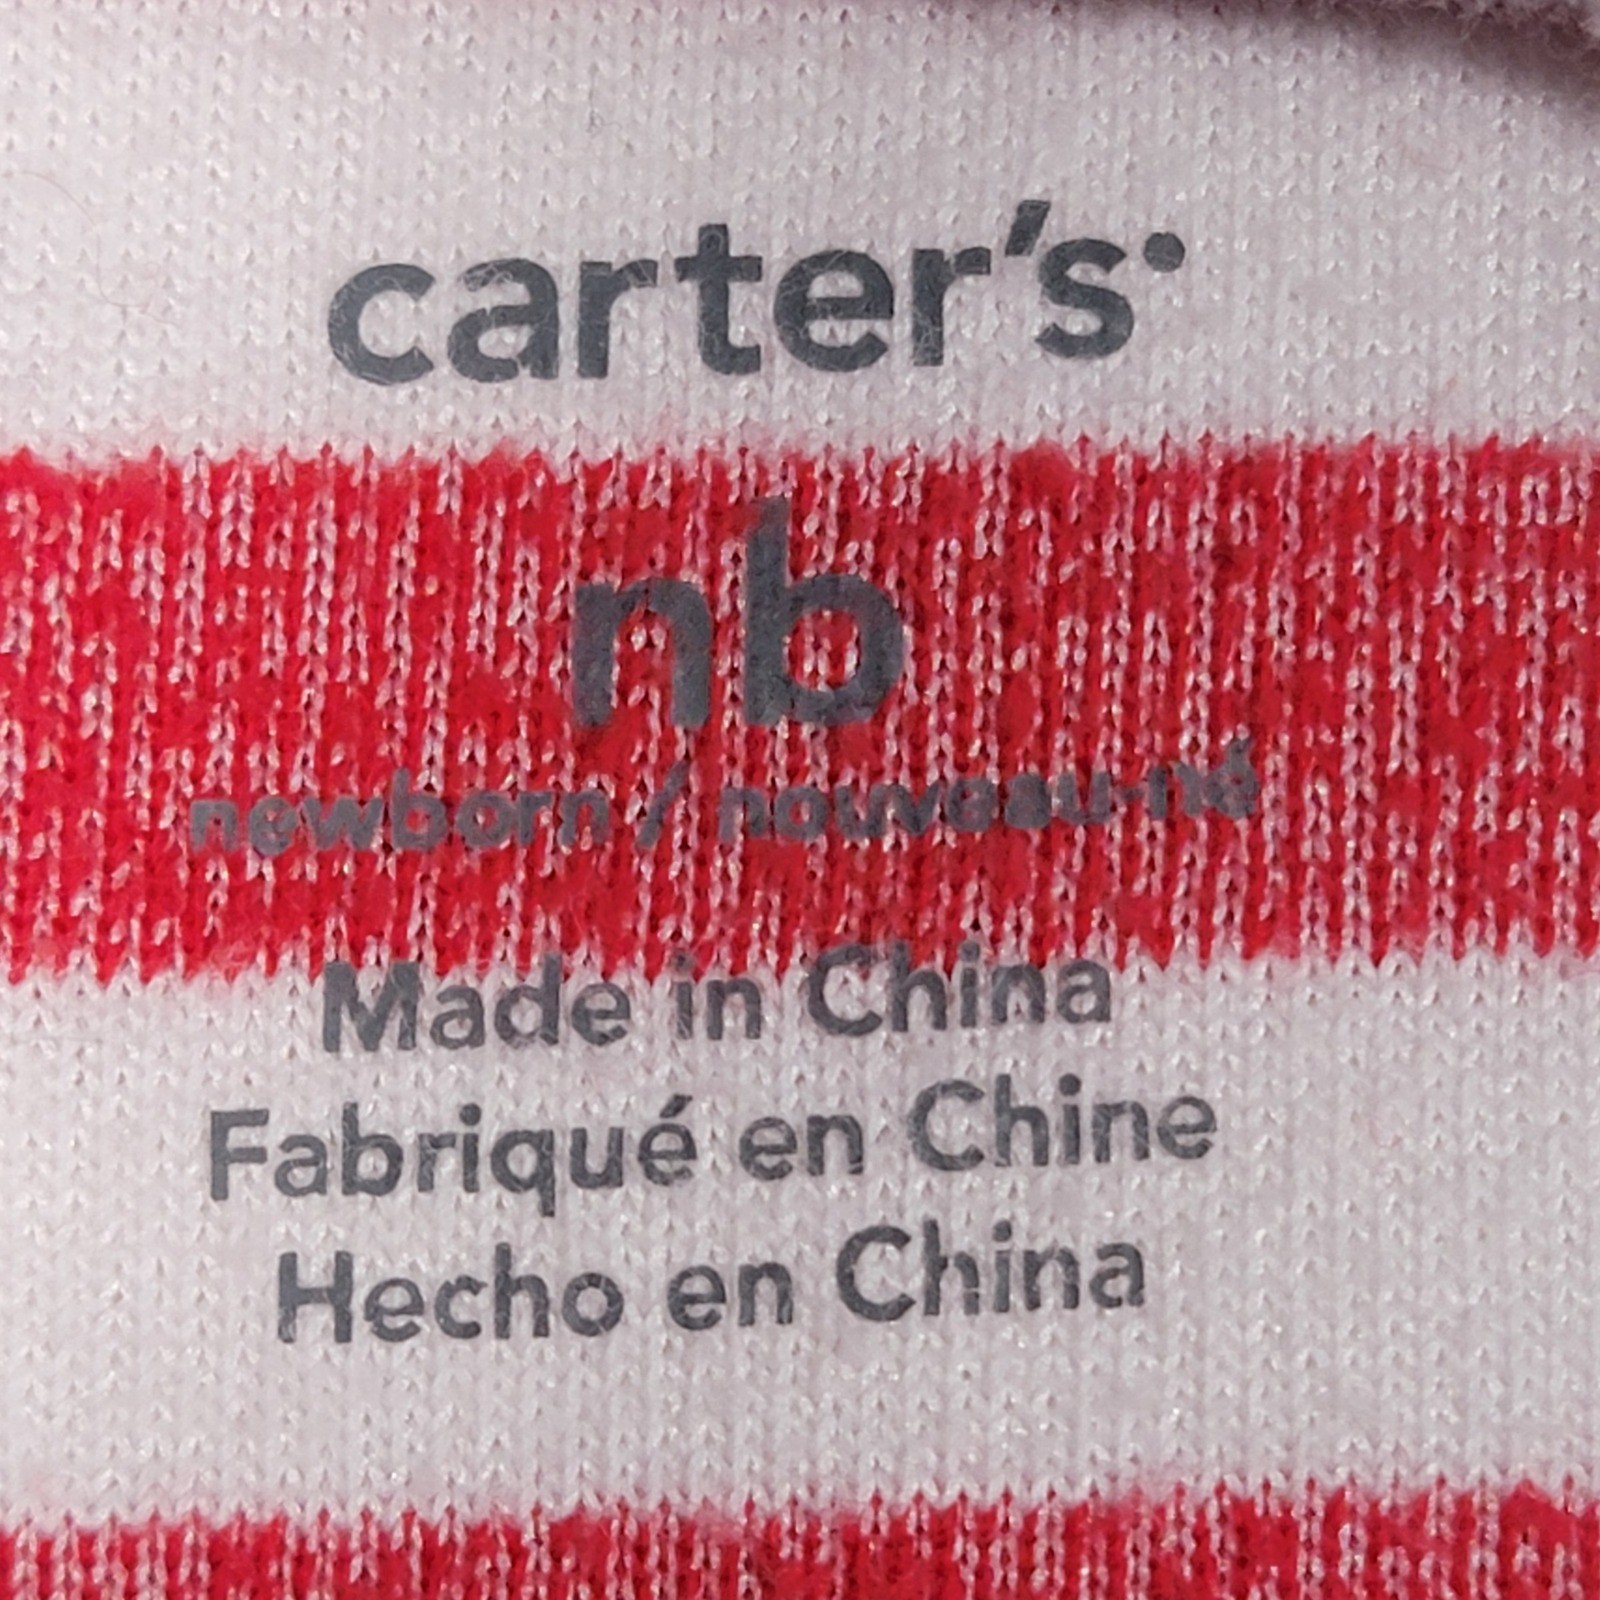 carter's
nb
newborn / nouveau-né
Made in China
Fabriqué en Chine
Hecho en China